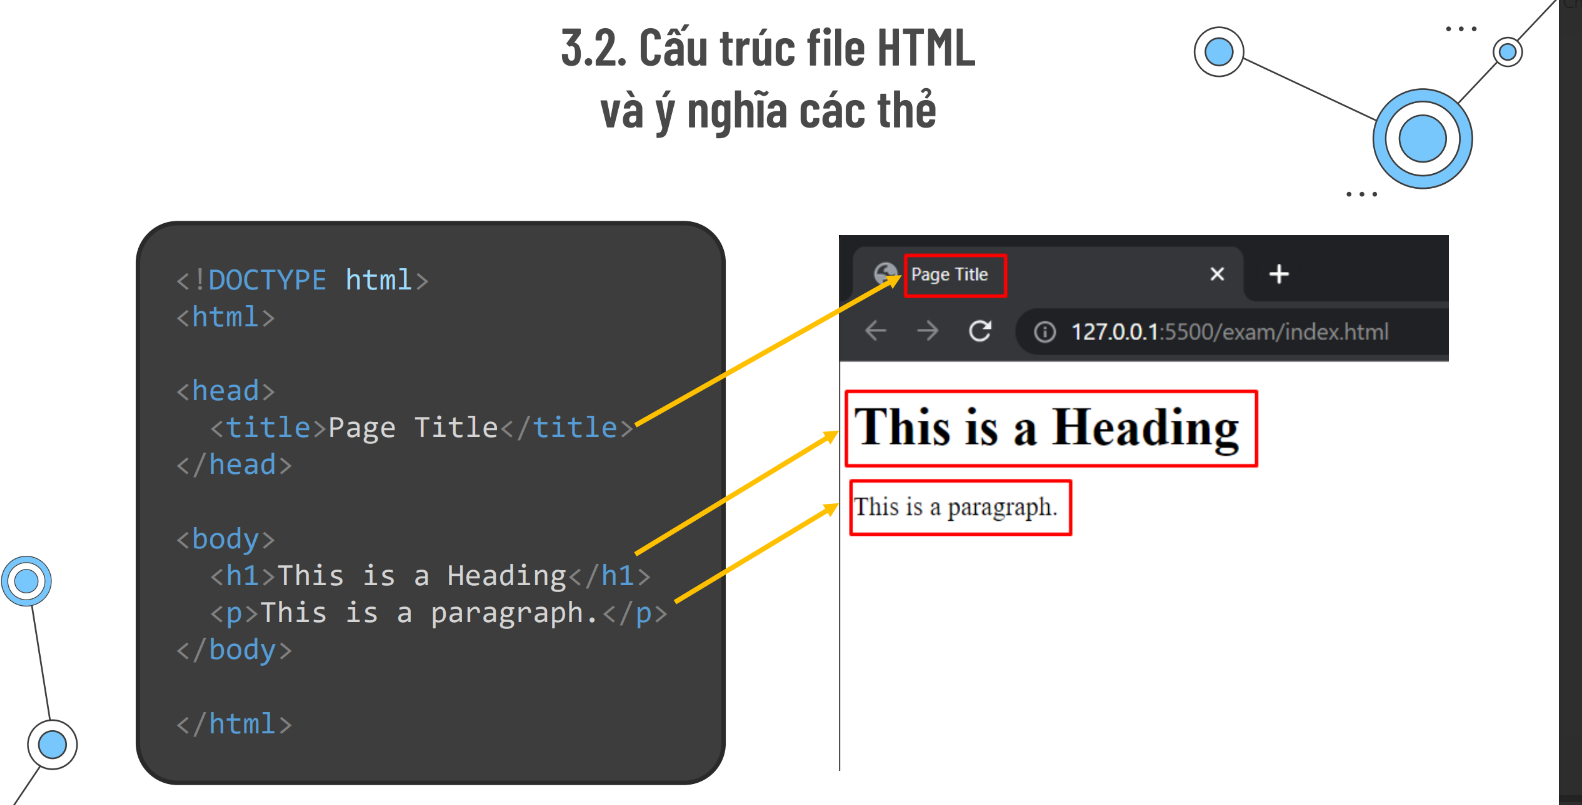 3.2. Cấu trúc file HTML
và ý nghĩa các thẻ
<!DOCTYPE html>
<html>
<head>
<title>Page Title</title>
</head>
<body>
<h1>This is a Heading</h1>
<p>This is a paragraph.</p>
</body>
</html>
Page Title
127.0.0.1:5500/exam/index.html
This is a Heading
This is a paragraph.